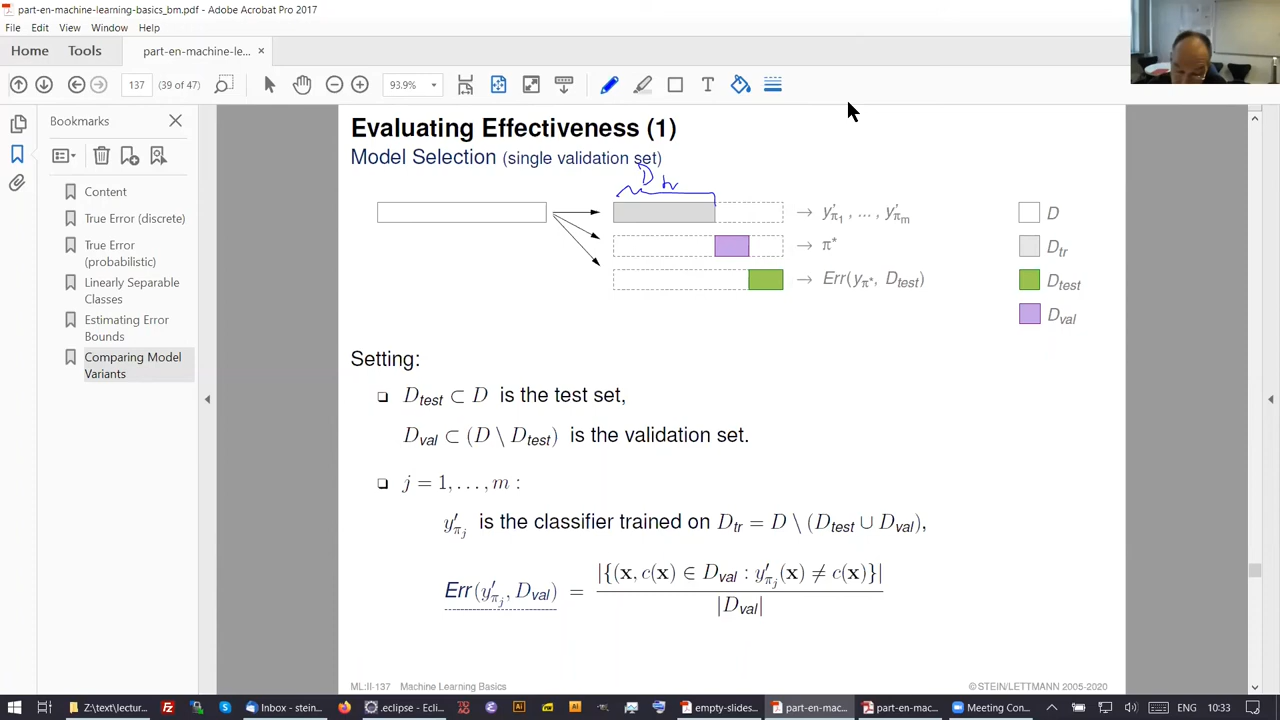 part-en-machine-learning-basics_bm.pdf - Adobe Acrobat Pro 2017
File Edit View Window Help
Home Tools part-en-machine-le... ×
137 (39 of 47) 93.9%
Bookmarks
Content
True Error (discrete)
True Error
(probabilistic)
Linearly Separable
Classes
Estimating Error
Bounds
Comparing Model
Variants
Evaluating Effectiveness (1)
Model Selection (single validation set)
D tr
→ y′π1 , ... , y′πm
→ π*
→ Err(yπ*, Dtest)
D
Dtr
Dtest
Dval
Setting:
❑ Dtest ⊂ D is the test set,
Dval ⊂ (D \ Dtest) is the validation set.
❑ j = 1, . . . , m :
y′πj is the classifier trained on Dtr = D \ (Dtest ∪ Dval),
Err(y′πj, Dval) = |{(x, c(x) ∈ Dval : y′πj(x) ≠ c(x)}| / |Dval|
ML:II-137 Machine Learning Basics © STEIN/LETTMANN 2005-2020
Z:\text\lectur... Inbox - stein... .eclipse - Ecli... empty-slides... part-en-mac... part-en-mac... Meeting Con... ENG 10:33